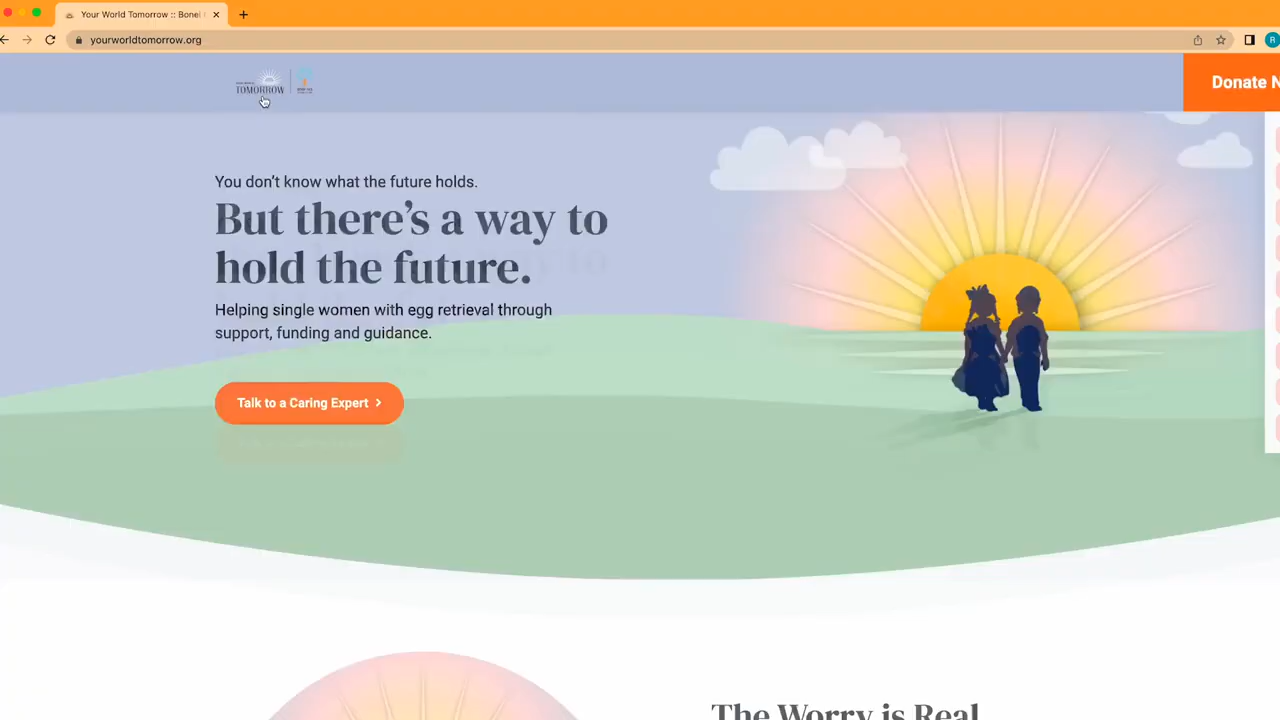 Your World Tomorrow :: Bonei
yourworldtomorrow.org
TOMORROW
Donate N
You don't know what the future holds.
But there's a way to
hold the future.
Helping single women with egg retrieval through
support, funding and guidance.
Talk to a Caring Expert
The Worry is Real